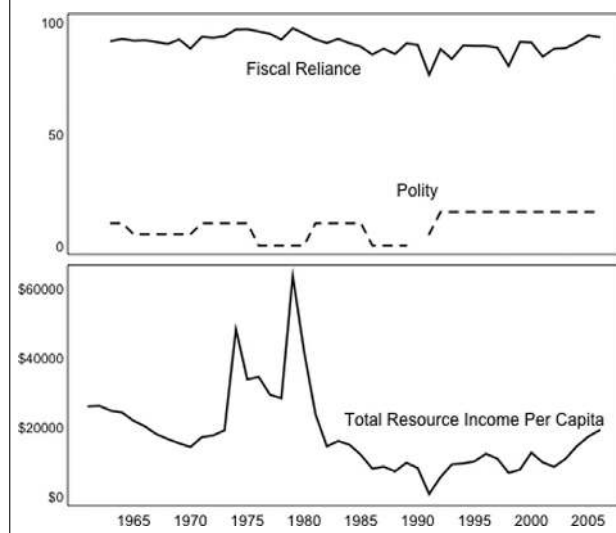 100
Fiscal Reliance
50
Polity
0
$60000
$40000
$20000
Total Resource Income Per Capita
$0
1965 1970 1975 1980 1985 1990 1995 2000 2005